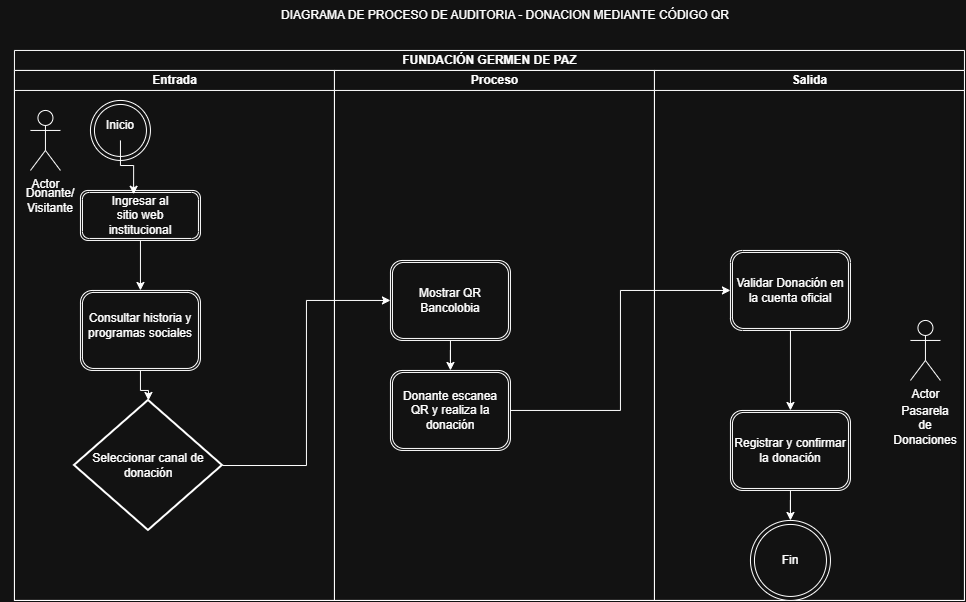 DIAGRAMA DE PROCESO DE AUDITORIA - DONACION MEDIANTE CÓDIGO QR
FUNDACIÓN GERMEN DE PAZ
Entrada
Proceso
Salida
Inicio
Actor
Donante/
Visitante
Ingresar al
sitio web
institucional
Consultar historia y
programas sociales
Seleccionar canal de
donación
Mostrar QR
Bancolobia
Donante escanea
QR y realiza la
donación
Validar Donación en
la cuenta oficial
Actor
Pasarela
de
Donaciones
Registrar y confirmar
la donación
Fin